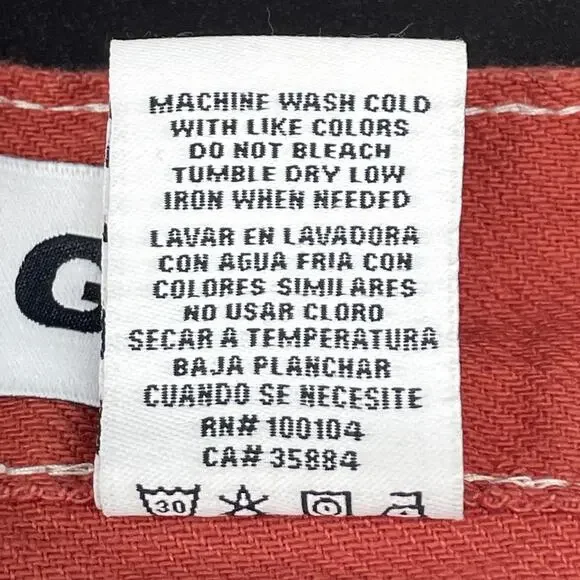 MACHINE WASH COLD
WITH LIKE COLORS
DO NOT BLEACH
TUMBLE DRY LOW
IRON WHEN NEEDED
LAVAR EN LAVADORA
CON AGUA FRIA CON
COLORES SIMILARES
NO USAR CLORD
SECAR A TEMPERATURA
BAJA PLANCHAR
CUANDO SE NECESITE
RN# 100104
CA# 35884
30
G